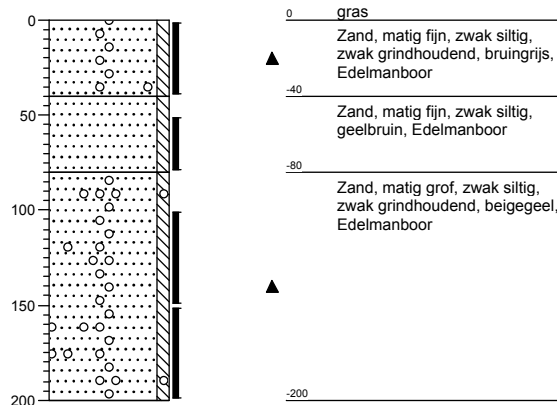 0
50
100
150
200
0
gras
Zand, matig fijn, zwak siltig,
zwak grindhoudend, bruingrijs,
Edelmanboor
-40
Zand, matig fijn, zwak siltig,
geelbruin, Edelmanboor
-80
Zand, matig grof, zwak siltig,
zwak grindhoudend, beigegeel,
Edelmanboor
-200